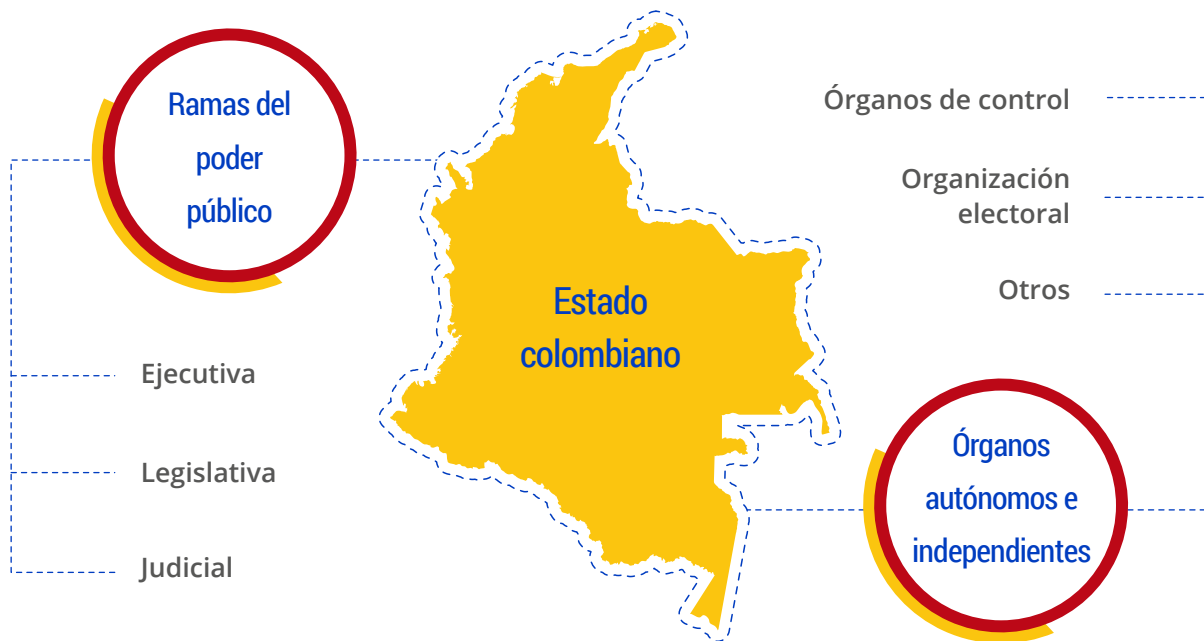 Ramas del
poder
público
Ejecutiva
Legislativa
Judicial
Estado
colombiano
Órganos de control
Organización
electoral
Otros
Órganos
autónomos e
independientes